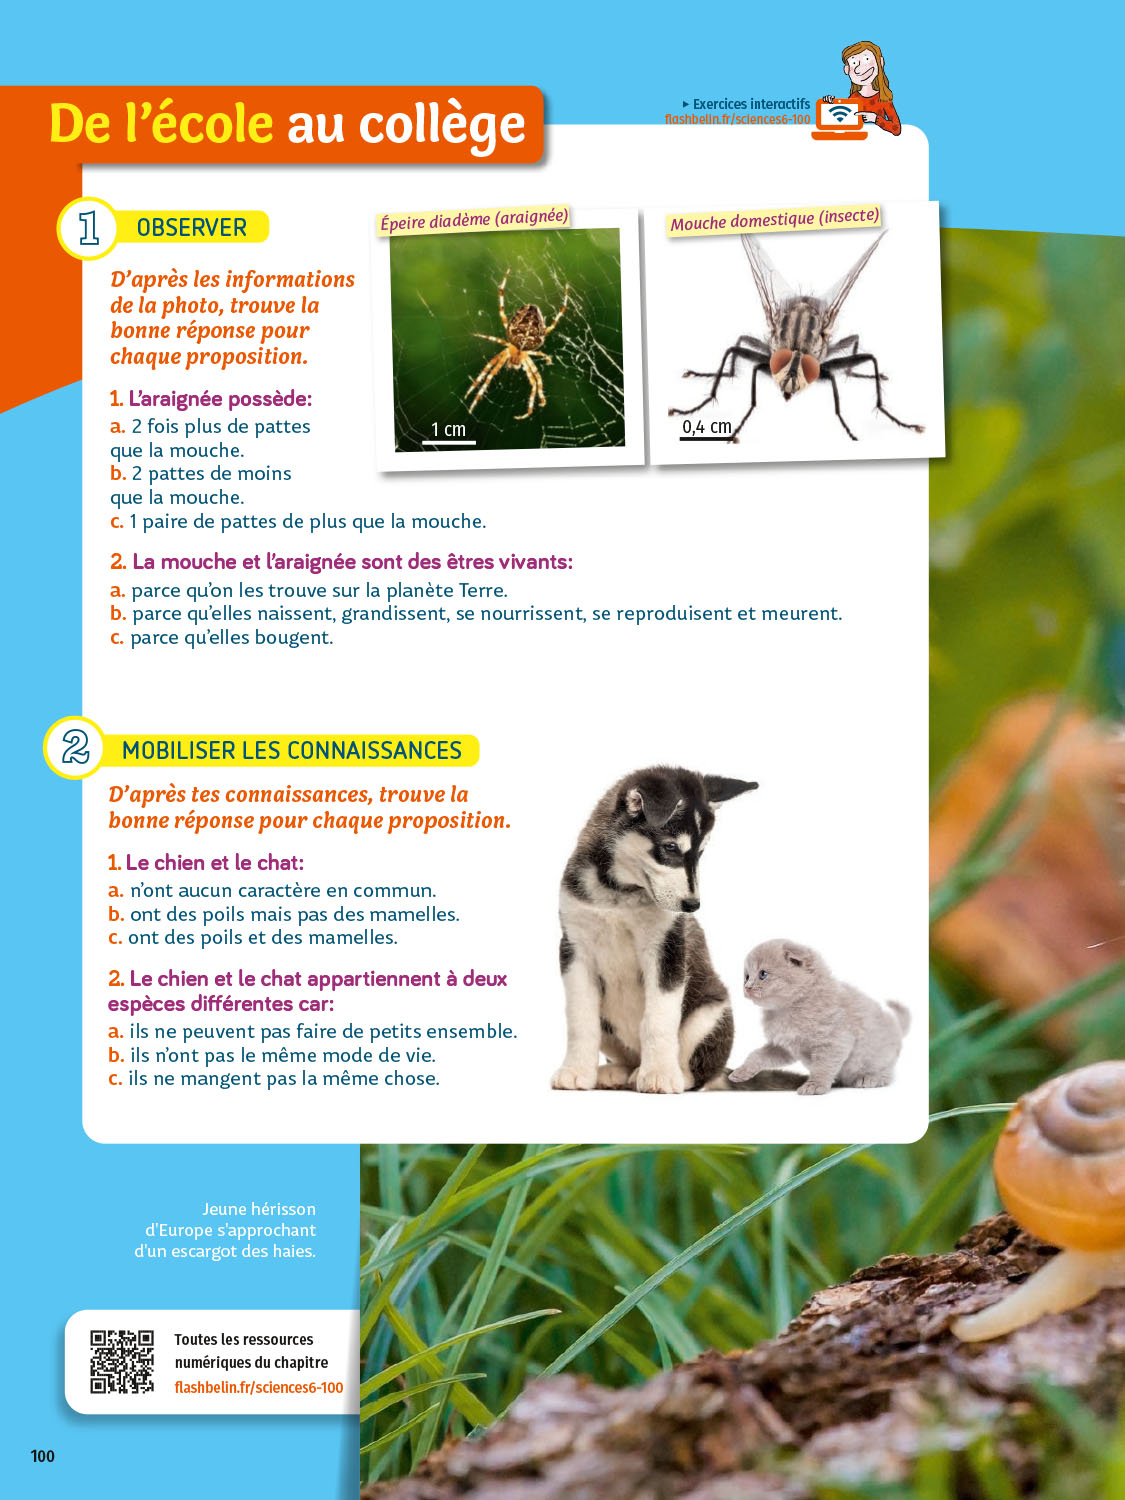 De l'école au collège
▸ Exercices interactifs
flashbelin.fr/sciences6-100
1 OBSERVER
D'après les informations
de la photo, trouve la
bonne réponse pour
chaque proposition.
Épeire diadème (araignée)
1 cm
Mouche domestique (insecte)
0,4 cm
1. L'araignée possède:
a. 2 fois plus de pattes
que la mouche.
b. 2 pattes de moins
que la mouche.
c. 1 paire de pattes de plus que la mouche.
2. La mouche et l'araignée sont des êtres vivants:
a. parce qu'on les trouve sur la planète Terre.
b. parce qu'elles naissent, grandissent, se nourrissent, se reproduisent et meurent.
c. parce qu'elles bougent.
2 MOBILISER LES CONNAISSANCES
D'après tes connaissances, trouve la
bonne réponse pour chaque proposition.
1. Le chien et le chat:
a. n'ont aucun caractère en commun.
b. ont des poils mais pas des mamelles.
c. ont des poils et des mamelles.
2. Le chien et le chat appartiennent à deux
espèces différentes car:
a. ils ne peuvent pas faire de petits ensemble.
b. ils n'ont pas le même mode de vie.
c. ils ne mangent pas la même chose.
Jeune hérisson
d'Europe s'approchant
d'un escargot des haies.
Toutes les ressources
numériques du chapitre
flashbelin.fr/sciences6-100
100